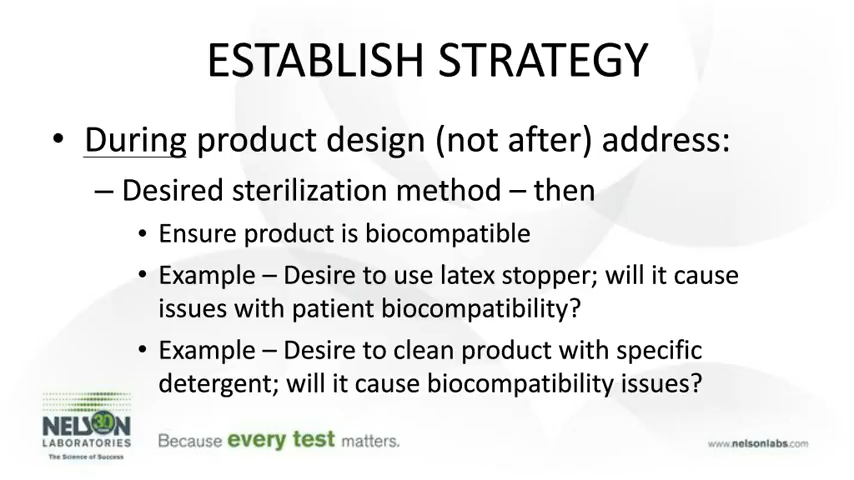 ESTABLISH STRATEGY
• During product design (not after) address:
– Desired sterilization method – then
• Ensure product is biocompatible
• Example – Desire to use latex stopper; will it cause
issues with patient biocompatibility?
• Example – Desire to clean product with specific
detergent; will it cause biocompatibility issues?
NELSON
30
LABORATORIES
The Science of Success
Because every test matters.
www.nelsonlabs.com